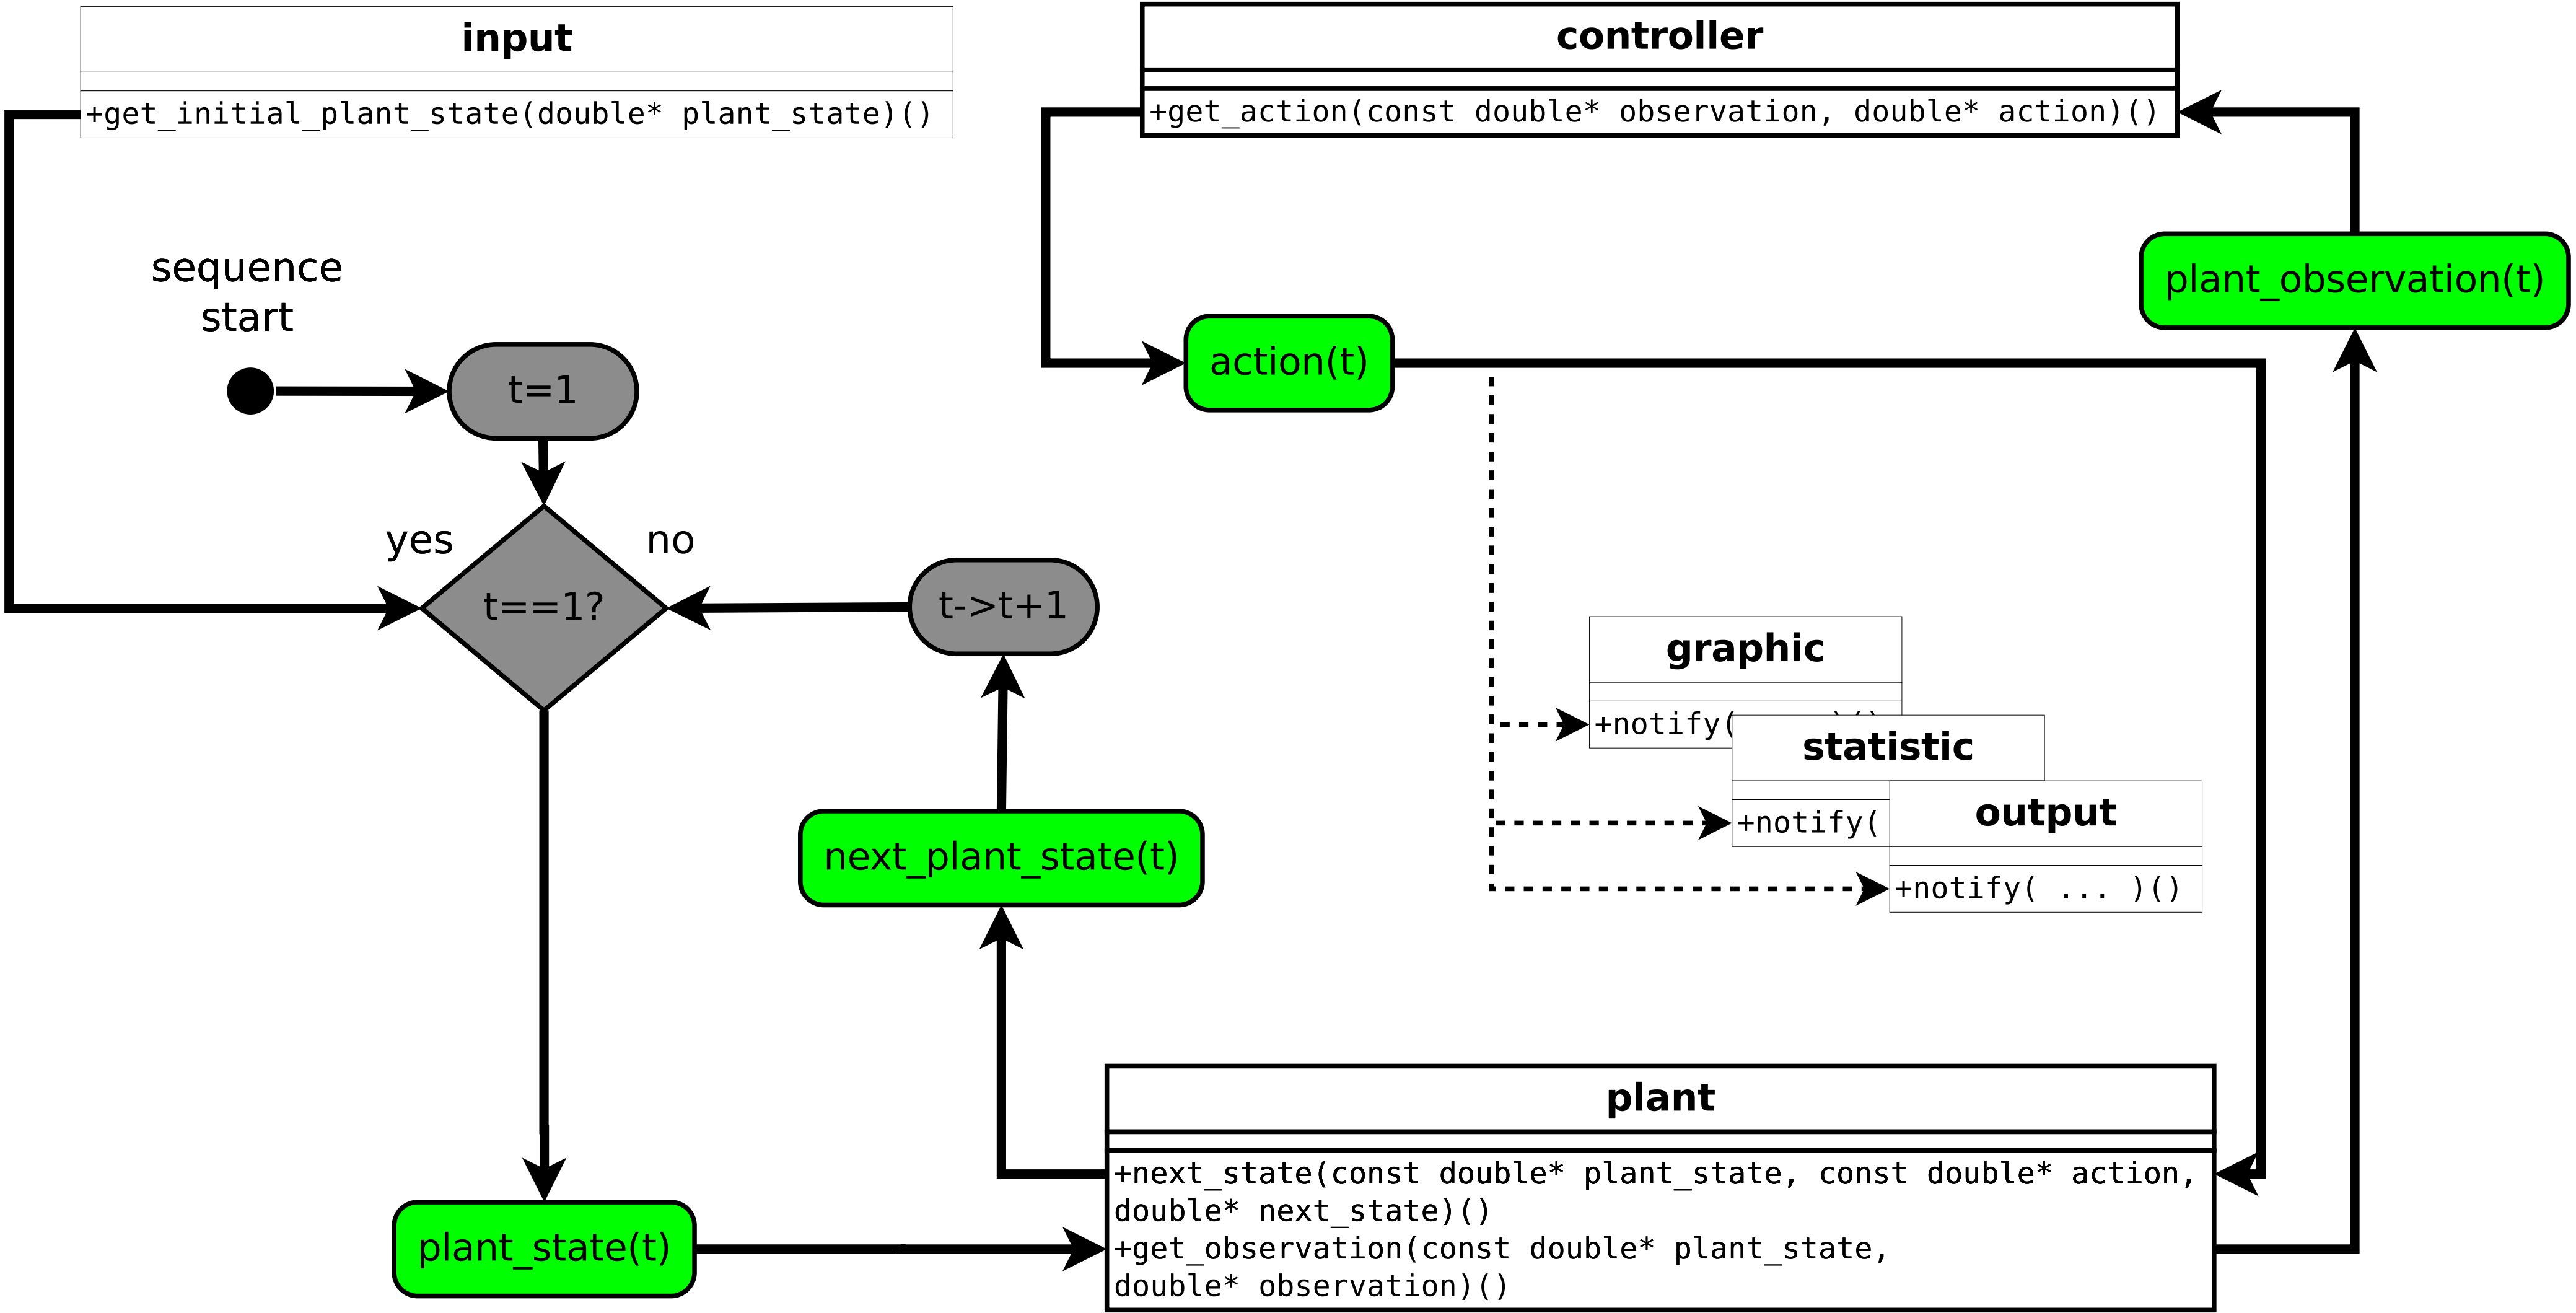 input
+get_initial_plant_state(double* plant_state)()
controller
+get_action(const double* observation, double* action)()
sequence
start
plant_observation(t)
action(t)
t=1
yes
no
t==1?
t->t+1
graphic
+notify(
statistic
+notify(
output
+notify( ... )()
next_plant_state(t)
plant
+next_state(const double* plant_state, const double* action,
double* next_state)()
+get_observation(const double* plant_state,
double* observation)()
plant_state(t)